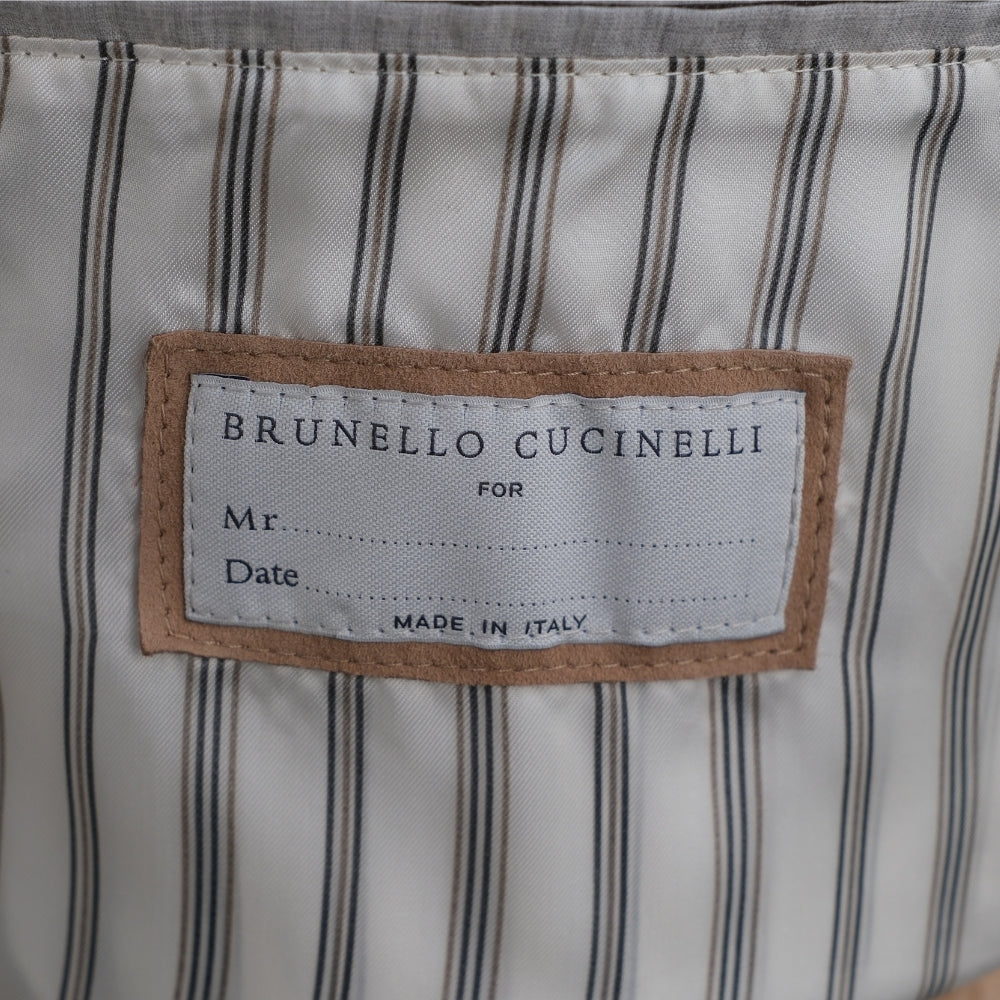 BRUNELLO CUCINELLI
FOR
Mr..............................
Date..............................
MADE IN ITALY